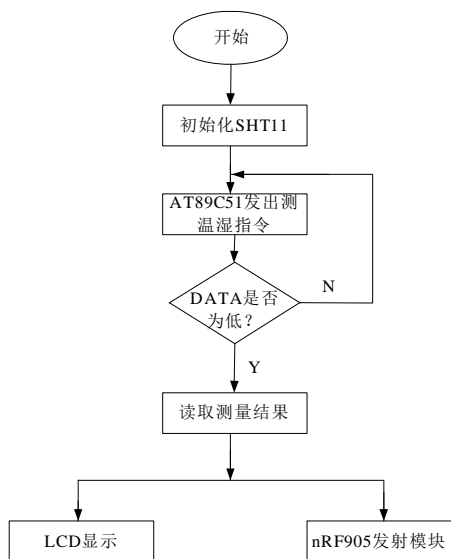 开始
初始化SHT11
AT89C51发出测
温湿指令
DATA是否
为低？
N
Y
读取测量结果
LCD显示
nRF905发射模块